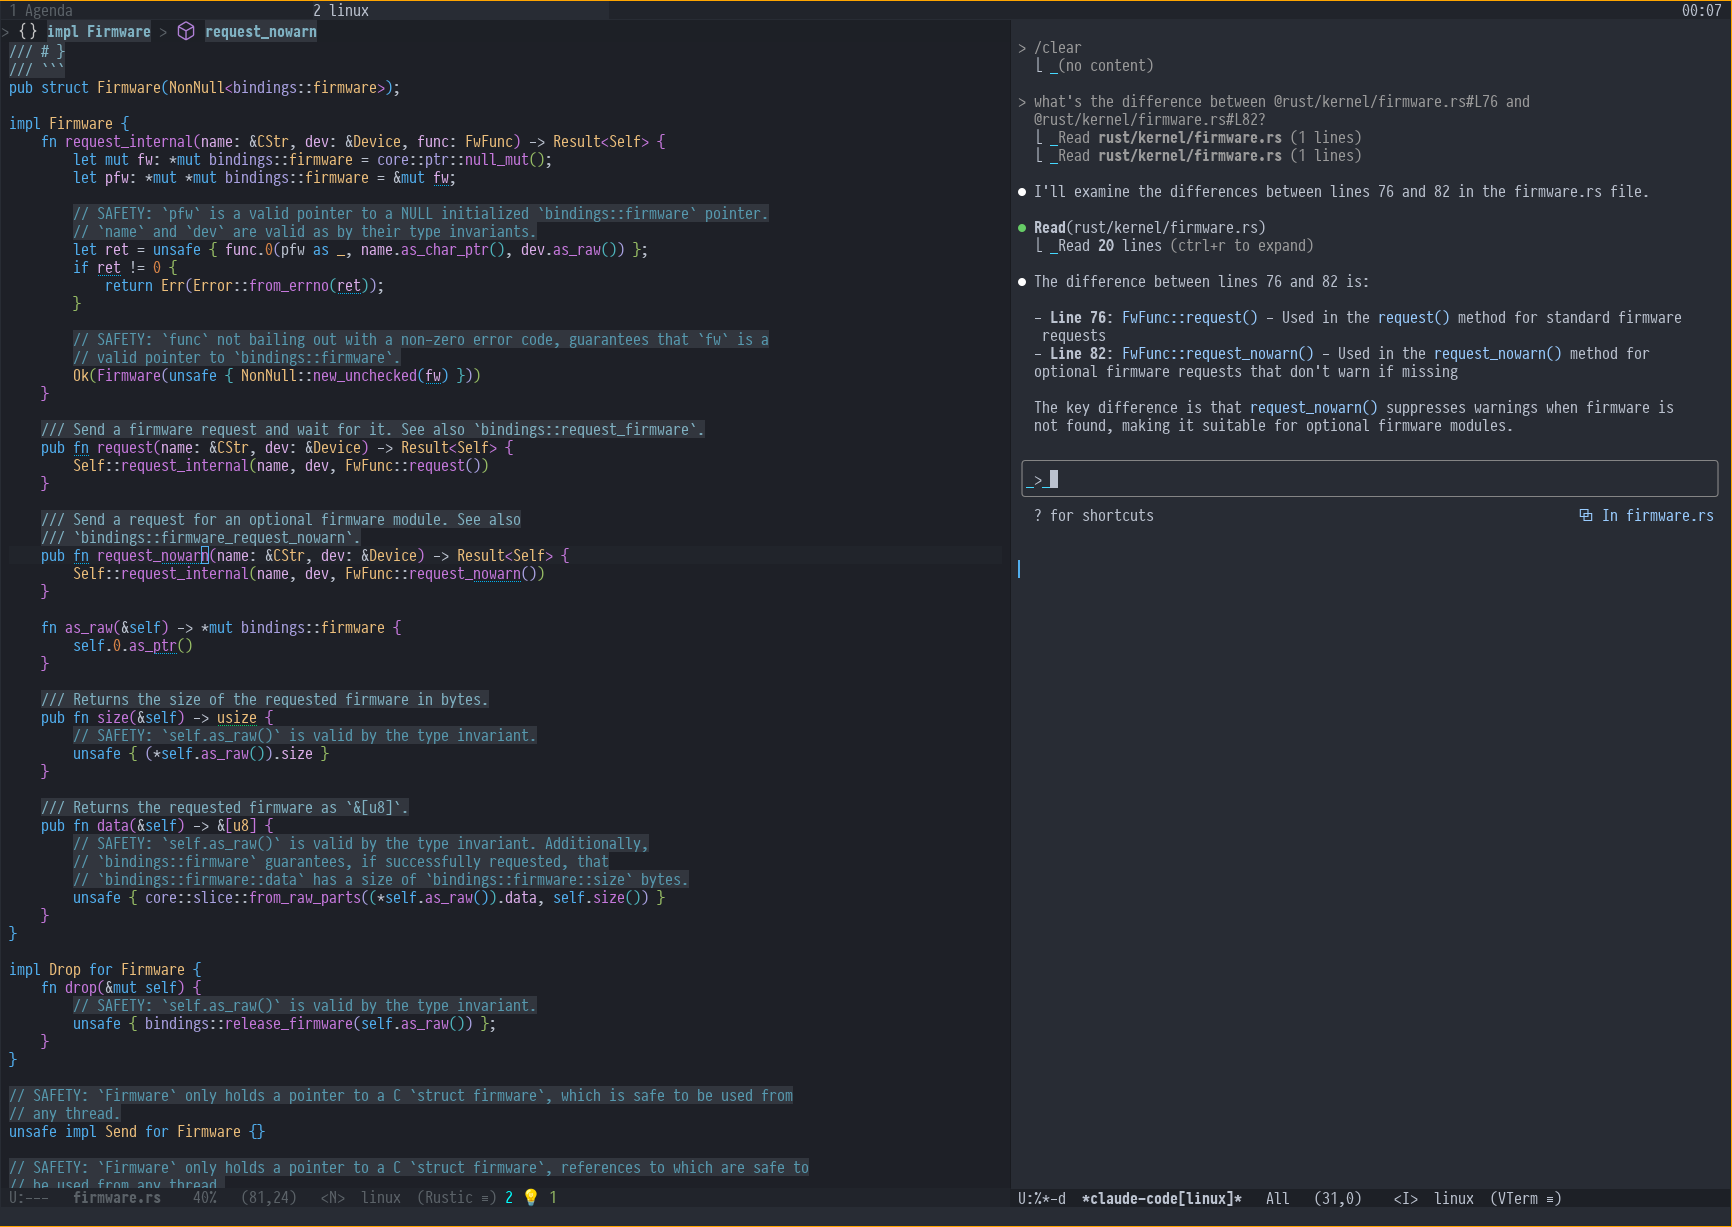 1 Agenda
2 linux
00:07
> {} impl Firmware > request_nowarn
/// # }
/// ```
pub struct Firmware(NonNull<bindings::firmware>);
impl Firmware {
    fn request_internal(name: &CStr, dev: &Device, func: FwFunc) -> Result<Self> {
        let mut fw: *mut bindings::firmware = core::ptr::null_mut();
        let pfw: *mut *mut bindings::firmware = &mut fw;
        // SAFETY: `pfw` is a valid pointer to a NULL initialized `bindings::firmware` pointer.
        // `name` and `dev` are valid as by their type invariants.
        let ret = unsafe { func.0(pfw as _, name.as_char_ptr(), dev.as_raw()) };
        if ret != 0 {
            return Err(Error::from_errno(ret));
        }
        // SAFETY: `func` not bailing out with a non-zero error code, guarantees that `fw` is a
        // valid pointer to `bindings::firmware`.
        Ok(Firmware(unsafe { NonNull::new_unchecked(fw) }))
    }
    /// Send a firmware request and wait for it. See also `bindings::request_firmware`.
    pub fn request(name: &CStr, dev: &Device) -> Result<Self> {
        Self::request_internal(name, dev, FwFunc::request())
    }
    /// Send a request for an optional firmware module. See also
    /// `bindings::firmware_request_nowarn`.
    pub fn request_nowarn(name: &CStr, dev: &Device) -> Result<Self> {
        Self::request_internal(name, dev, FwFunc::request_nowarn())
    }
    fn as_raw(&self) -> *mut bindings::firmware {
        self.0.as_ptr()
    }
    /// Returns the size of the requested firmware in bytes.
    pub fn size(&self) -> usize {
        // SAFETY: `self.as_raw()` is valid by the type invariant.
        unsafe { (*self.as_raw()).size }
    }
    /// Returns the requested firmware as `&[u8]`.
    pub fn data(&self) -> &[u8] {
        // SAFETY: `self.as_raw()` is valid by the type invariant. Additionally,
        // `bindings::firmware` guarantees, if successfully requested, that
        // `bindings::firmware::data` has a size of `bindings::firmware::size` bytes.
        unsafe { core::slice::from_raw_parts((*self.as_raw()).data, self.size()) }
    }
}
impl Drop for Firmware {
    fn drop(&mut self) {
        // SAFETY: `self.as_raw()` is valid by the type invariant.
        unsafe { bindings::release_firmware(self.as_raw()) };
    }
}
// SAFETY: `Firmware` only holds a pointer to a C `struct firmware`, which is safe to be used from
// any thread.
unsafe impl Send for Firmware {}
// SAFETY: `Firmware` only holds a pointer to a C `struct firmware`, references to which are safe to
// be used from any thread.
U:--- firmware.rs 40% (81,24) <N> linux (Rustic ≡) 2 💡 1
> /clear
⎣ _(no content)
> what's the difference between @rust/kernel/firmware.rs#L76 and
@rust/kernel/firmware.rs#L82?
⎣ _Read rust/kernel/firmware.rs (1 lines)
⎣ _Read rust/kernel/firmware.rs (1 lines)
● I'll examine the differences between lines 76 and 82 in the firmware.rs file.
● Read(rust/kernel/firmware.rs)
⎣ _Read 20 lines (ctrl+r to expand)
● The difference between lines 76 and 82 is:
- Line 76: FwFunc::request() - Used in the request() method for standard firmware
requests
- Line 82: FwFunc::request_nowarn() - Used in the request_nowarn() method for
optional firmware requests that don't warn if missing
The key difference is that request_nowarn() suppresses warnings when firmware is
not found, making it suitable for optional firmware modules.
_>_
? for shortcuts
⧉ In firmware.rs
U:%*-d *claude-code[linux]* All (31,0) <I> linux (VTerm ≡)